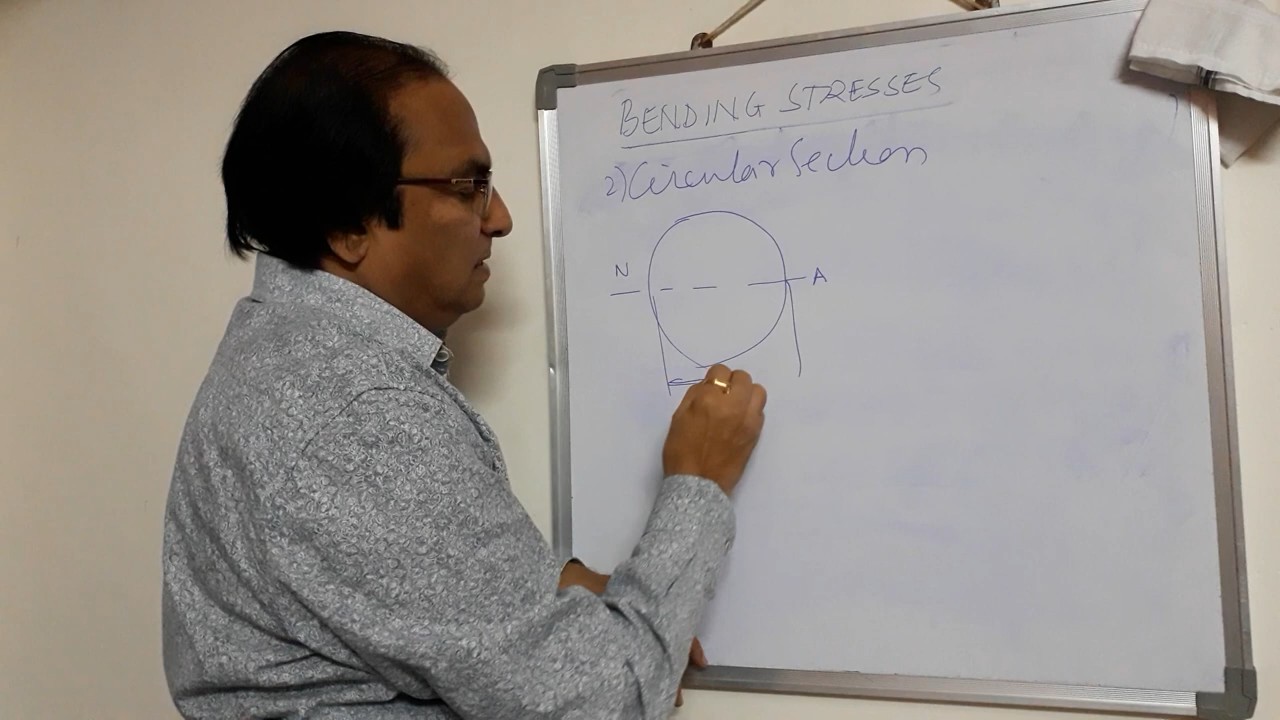 BENDING STRESSES
2) Circular Section
N
A